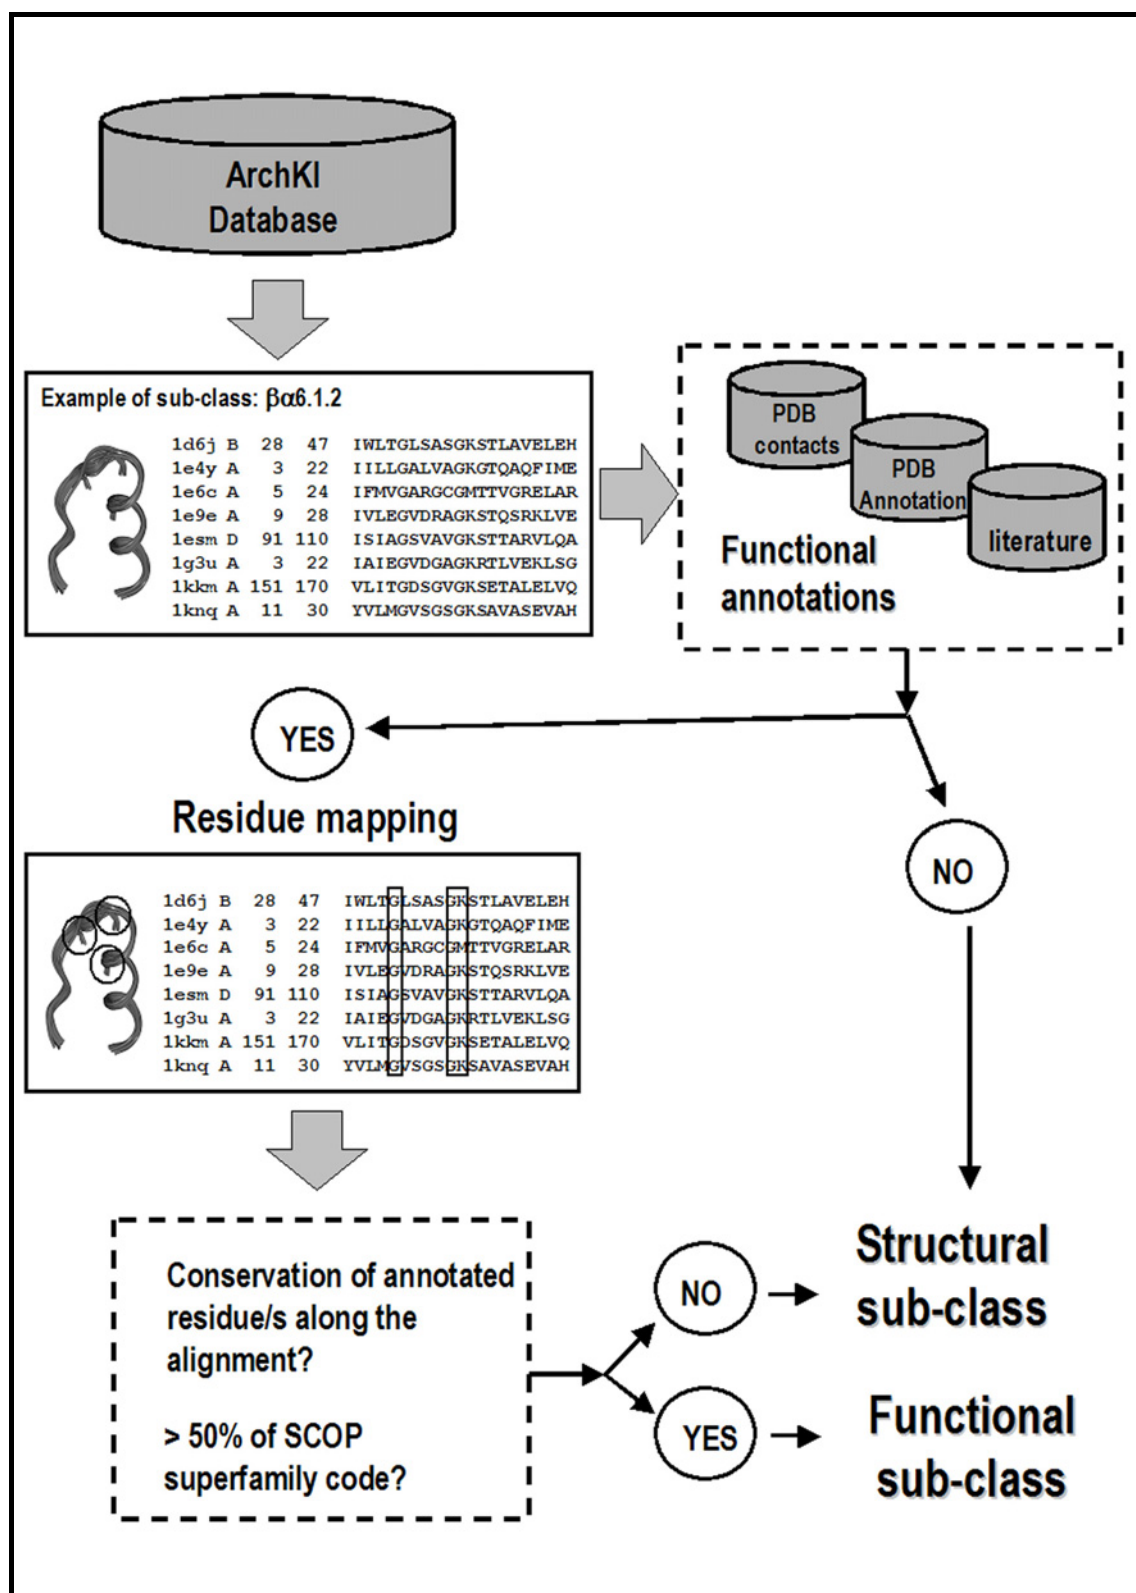 ArchKI
Database
Example of sub-class: βα6.1.2
1d6j B 28 47 IWLTGLSASGKSTLAVELEH
1e4y A 3 22 IILLGALVAGKGTQAQFIME
1e6c A 5 24 IFMVGARGCGMTTVGRELAR
1e9e A 9 28 IVLEGVDRAGKSTQSRKLVE
1esm D 91 110 ISIAGSVAVGKSTTARVLQA
1g3u A 3 22 IAIEGVDGAGKRTLVEKLSG
1kkm A 151 170 VLITGDSGVGKSETALELVQ
1knq A 11 30 YVLMGVSGSGKSAVASEVAH
PDB
contacts
PDB
Annotation
literature
Functional
annotations
YES
NO
Residue mapping
1d6j B 28 47 IWLTGLSASGKSTLAVELEH
1e4y A 3 22 IILLGALVAGKGTQAQFIME
1e6c A 5 24 IFMVGARGCGMTTVGRELAR
1e9e A 9 28 IVLEGVDRAGKSTQSRKLVE
1esm D 91 110 ISIAGSVAVGKSTTARVLQA
1g3u A 3 22 IAIEGVDGAGKRTLVEKLSG
1kkm A 151 170 VLITGDSGVGKSETALELVQ
1knq A 11 30 YVLMGVSGSGKSAVASEVAH
Conservation of annotated
residue/s along the
alignment?
> 50% of SCOP
superfamily code?
NO
Structural
sub-class
YES
Functional
sub-class